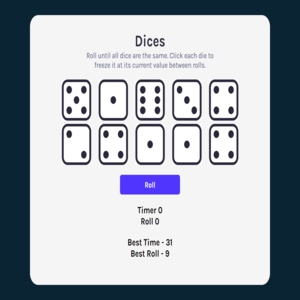 Dices
Roll until all dice are the same. Click each die to
freeze it at its current value between rolls.
Roll
Timer 0
Roll 0
Best Time - 31
Best Roll - 9